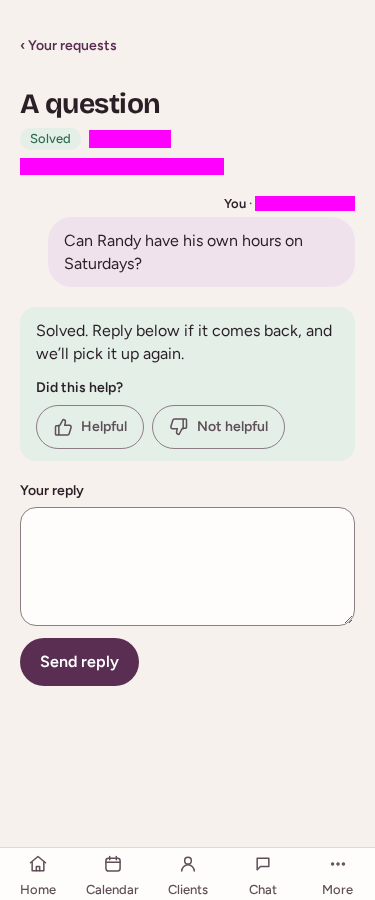 ‹ Your requests
A question
Solved
You ·
Can Randy have his own hours on
Saturdays?
Solved. Reply below if it comes back, and
we’ll pick it up again.
Did this help?
Helpful
Not helpful
Your reply
Send reply
Home
Calendar
Clients
Chat
More